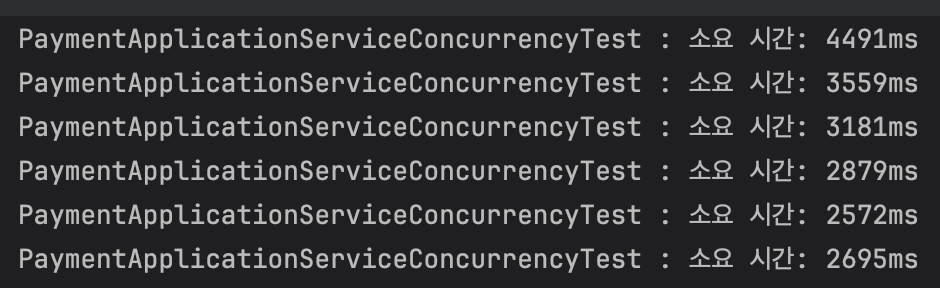 PaymentApplicationServiceConcurrencyTest : 소요 시간: 4491ms
PaymentApplicationServiceConcurrencyTest : 소요 시간: 3559ms
PaymentApplicationServiceConcurrencyTest : 소요 시간: 3181ms
PaymentApplicationServiceConcurrencyTest : 소요 시간: 2879ms
PaymentApplicationServiceConcurrencyTest : 소요 시간: 2572ms
PaymentApplicationServiceConcurrencyTest : 소요 시간: 2695ms